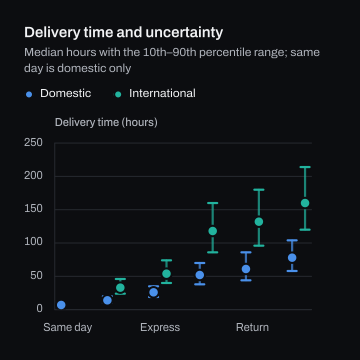 Delivery time and uncertainty
Median hours with the 10th–90th percentile range; same
day is domestic only
Domestic International
Delivery time (hours)
250
200
150
100
50
0
Same day Express Return